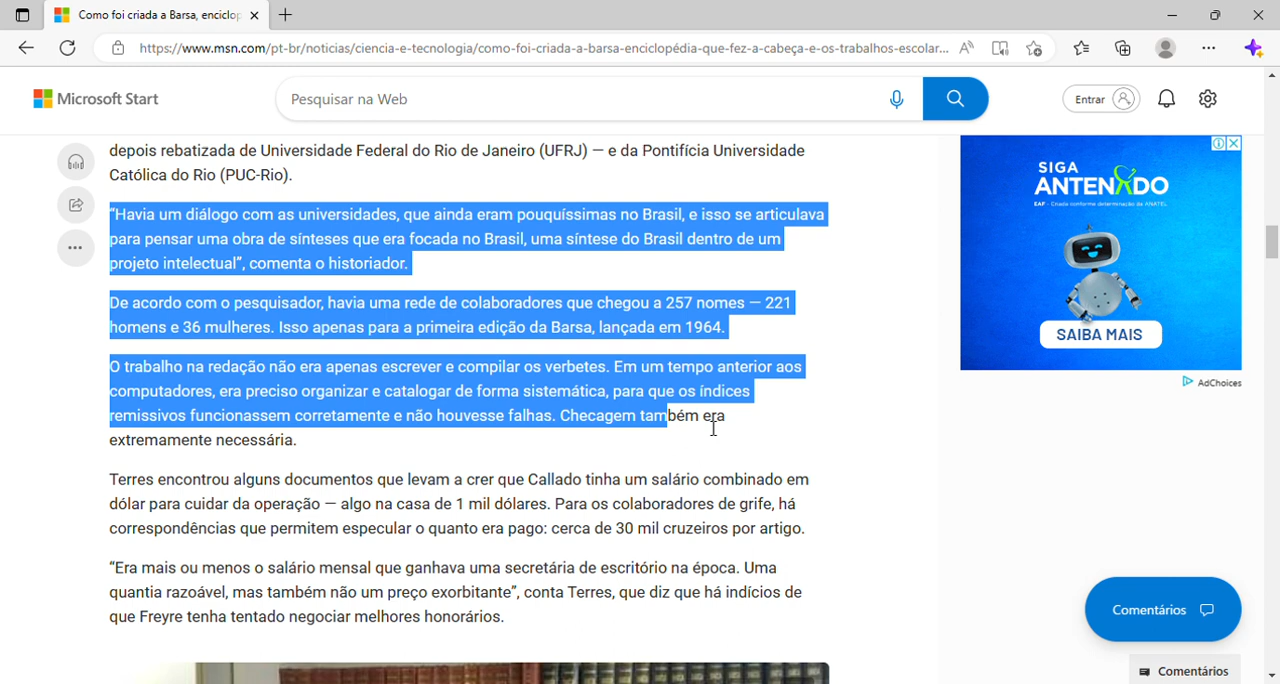 Como foi criada a Barsa, enciclop
https://www.msn.com/pt-br/noticias/ciencia-e-tecnologia/como-foi-criada-a-barsa-enciclopédia-que-fez-a-cabeça-e-os-trabalhos-escolar...
Microsoft Start
Pesquisar na Web
Entrar
depois rebatizada de Universidade Federal do Rio de Janeiro (UFRJ) — e da Pontifícia Universidade
Católica do Rio (PUC-Rio).
“Havia um diálogo com as universidades, que ainda eram pouquíssimas no Brasil, e isso se articulava
para pensar uma obra de sínteses que era focada no Brasil, uma síntese do Brasil dentro de um
projeto intelectual”, comenta o historiador.
De acordo com o pesquisador, havia uma rede de colaboradores que chegou a 257 nomes — 221
homens e 36 mulheres. Isso apenas para a primeira edição da Barsa, lançada em 1964.
O trabalho na redação não era apenas escrever e compilar os verbetes. Em um tempo anterior aos
computadores, era preciso organizar e catalogar de forma sistemática, para que os índices
remissivos funcionassem corretamente e não houvesse falhas. Checagem também era
extremamente necessária.
Terres encontrou alguns documentos que levam a crer que Callado tinha um salário combinado em
dólar para cuidar da operação — algo na casa de 1 mil dólares. Para os colaboradores de grife, há
correspondências que permitem especular o quanto era pago: cerca de 30 mil cruzeiros por artigo.
“Era mais ou menos o salário mensal que ganhava uma secretária de escritório na época. Uma
quantia razoável, mas também não um preço exorbitante”, conta Terres, que diz que há indícios de
que Freyre tenha tentado negociar melhores honorários.
SIGA
ANTENADO
EAF - Criada conforme determinação da ANATEL
SAIBA MAIS
AdChoices
Comentários
Comentários